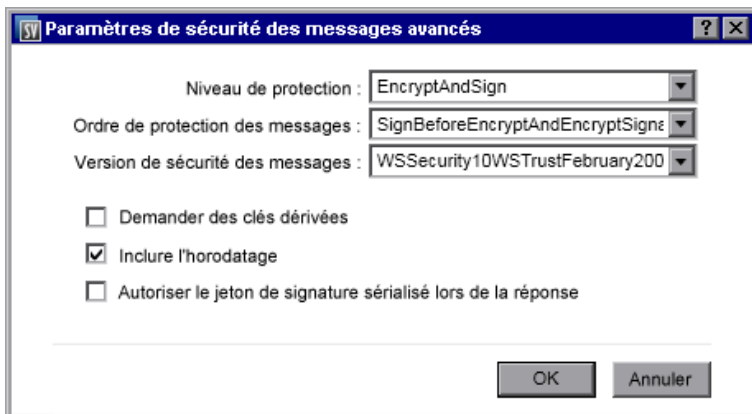 SV Paramètres de sécurité des messages avancés ? X
Niveau de protection : EncryptAndSign
Ordre de protection des messages : SignBeforeEncryptAndEncryptSigna
Version de sécurité des messages : WSSecurity10WSTrustFebruary200
Demander des clés dérivées
Inclure l'horodatage
Autoriser le jeton de signature sérialisé lors de la réponse
OK Annuler